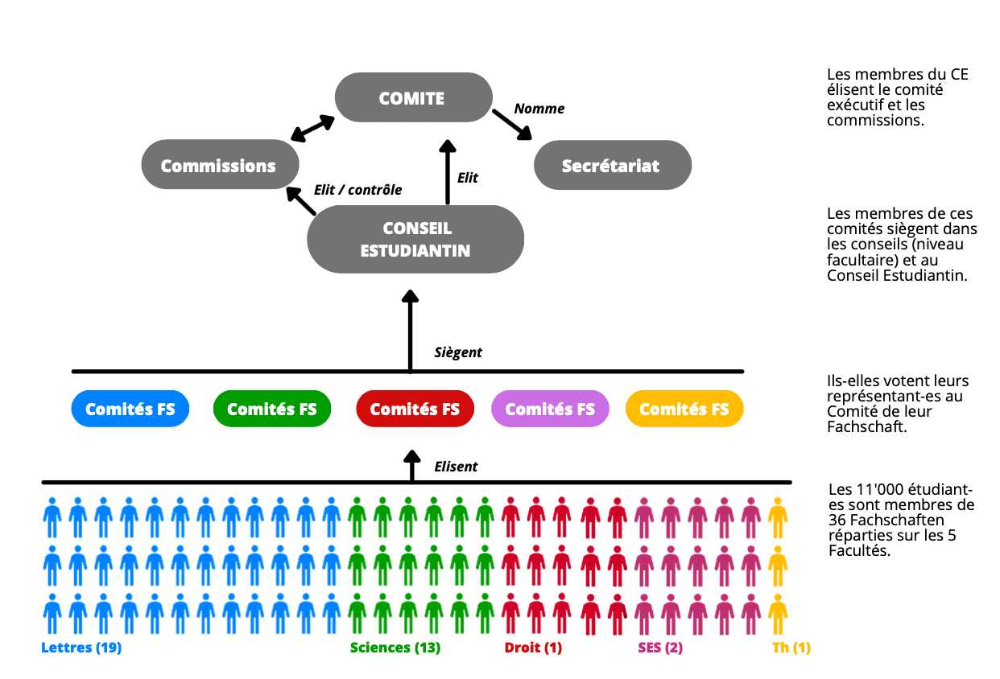 COMITE
Nomme
Commissions
Secrétariat
Elit / contrôle
Elit
CONSEIL
ESTUDIANTIN
Siègent
Comités FS
Comités FS
Comités FS
Comités FS
Comités FS
Elisent
Lettres (19)
Sciences (13)
Droit (1)
SES (2)
Th (1)
Les membres du CE
élisent le comité
exécutif et les
commissions.
Les membres de ces
comités siègent dans
les conseils (niveau
facultaire) et au
Conseil Estudiantin.
Ils-elles votent leurs
représentant-es au
Comité de leur
Fachschaft.
Les 11'000 étudiant-
es sont membres de
36 Fachschaften
réparties sur les 5
Facultés.